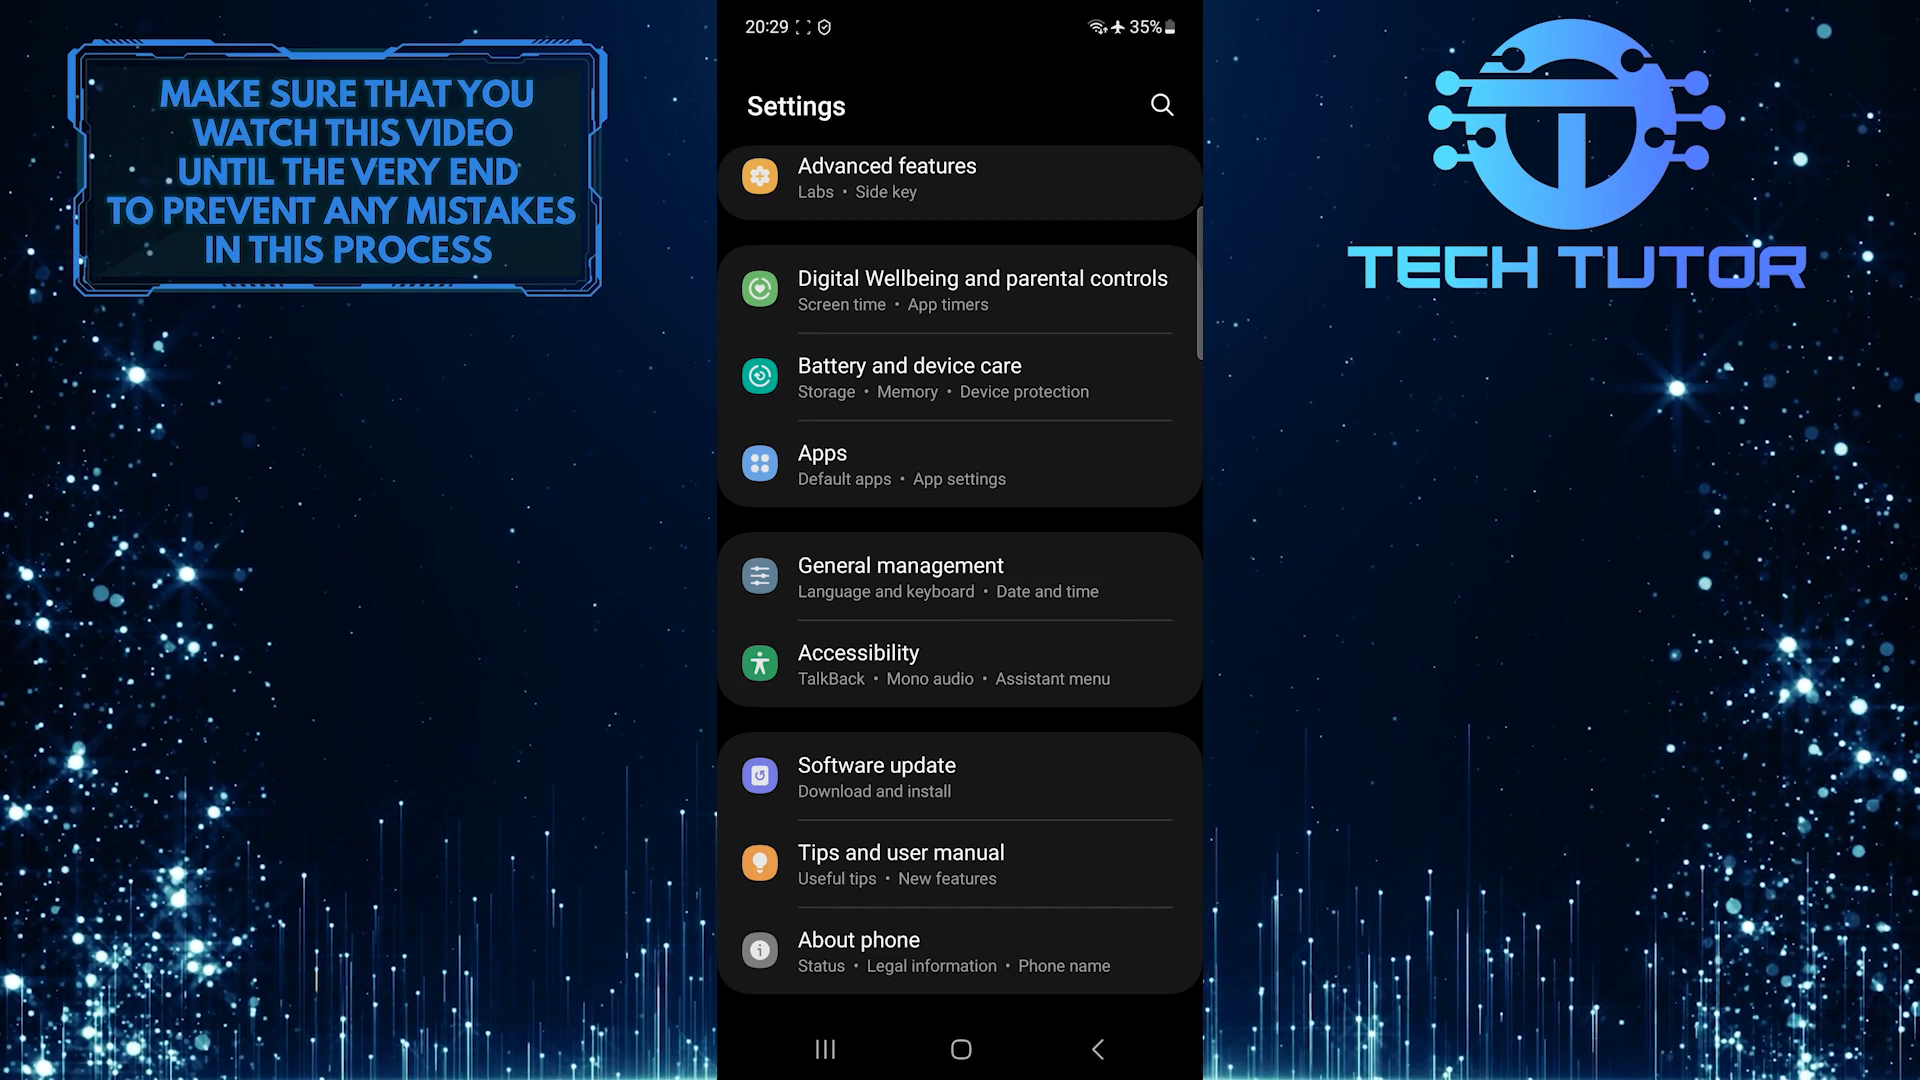 MAKE SURE THAT YOU
WATCH THIS VIDEO
UNTIL THE VERY END
TO PREVENT ANY MISTAKES
IN THIS PROCESS
20:29
35%
Settings
Advanced features
Labs • Side key
Digital Wellbeing and parental controls
Screen time • App timers
Battery and device care
Storage • Memory • Device protection
Apps
Default apps • App settings
General management
Language and keyboard • Date and time
Accessibility
TalkBack • Mono audio • Assistant menu
Software update
Download and install
Tips and user manual
Useful tips • New features
About phone
Status • Legal information • Phone name
TECH TUTOR